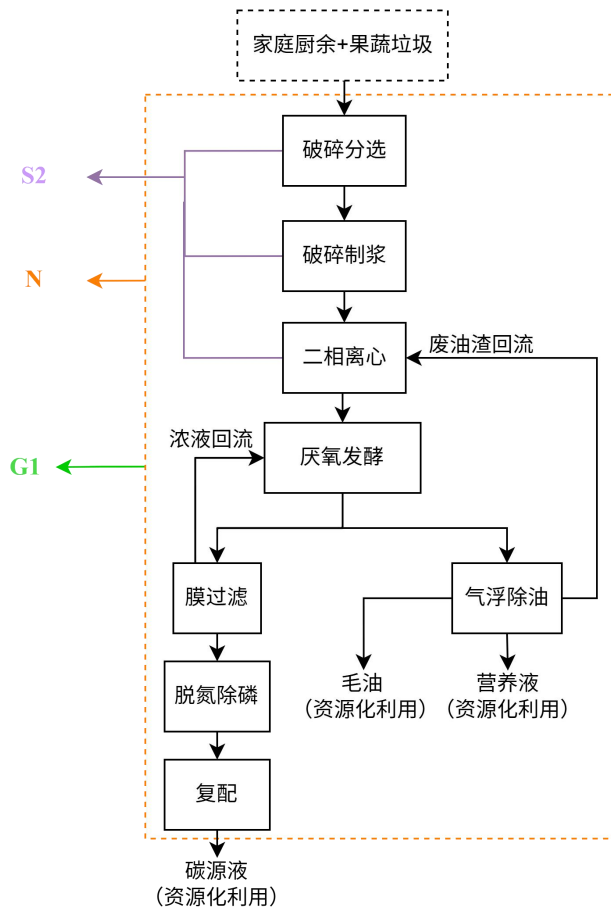 家庭厨余+果蔬垃圾
破碎分选
S2
破碎制浆
N
二相离心
废油渣回流
浓液回流
厌氧发酵
G1
膜过滤
气浮除油
毛油
（资源化利用）
营养液
（资源化利用）
脱氮除磷
复配
碳源液
（资源化利用）